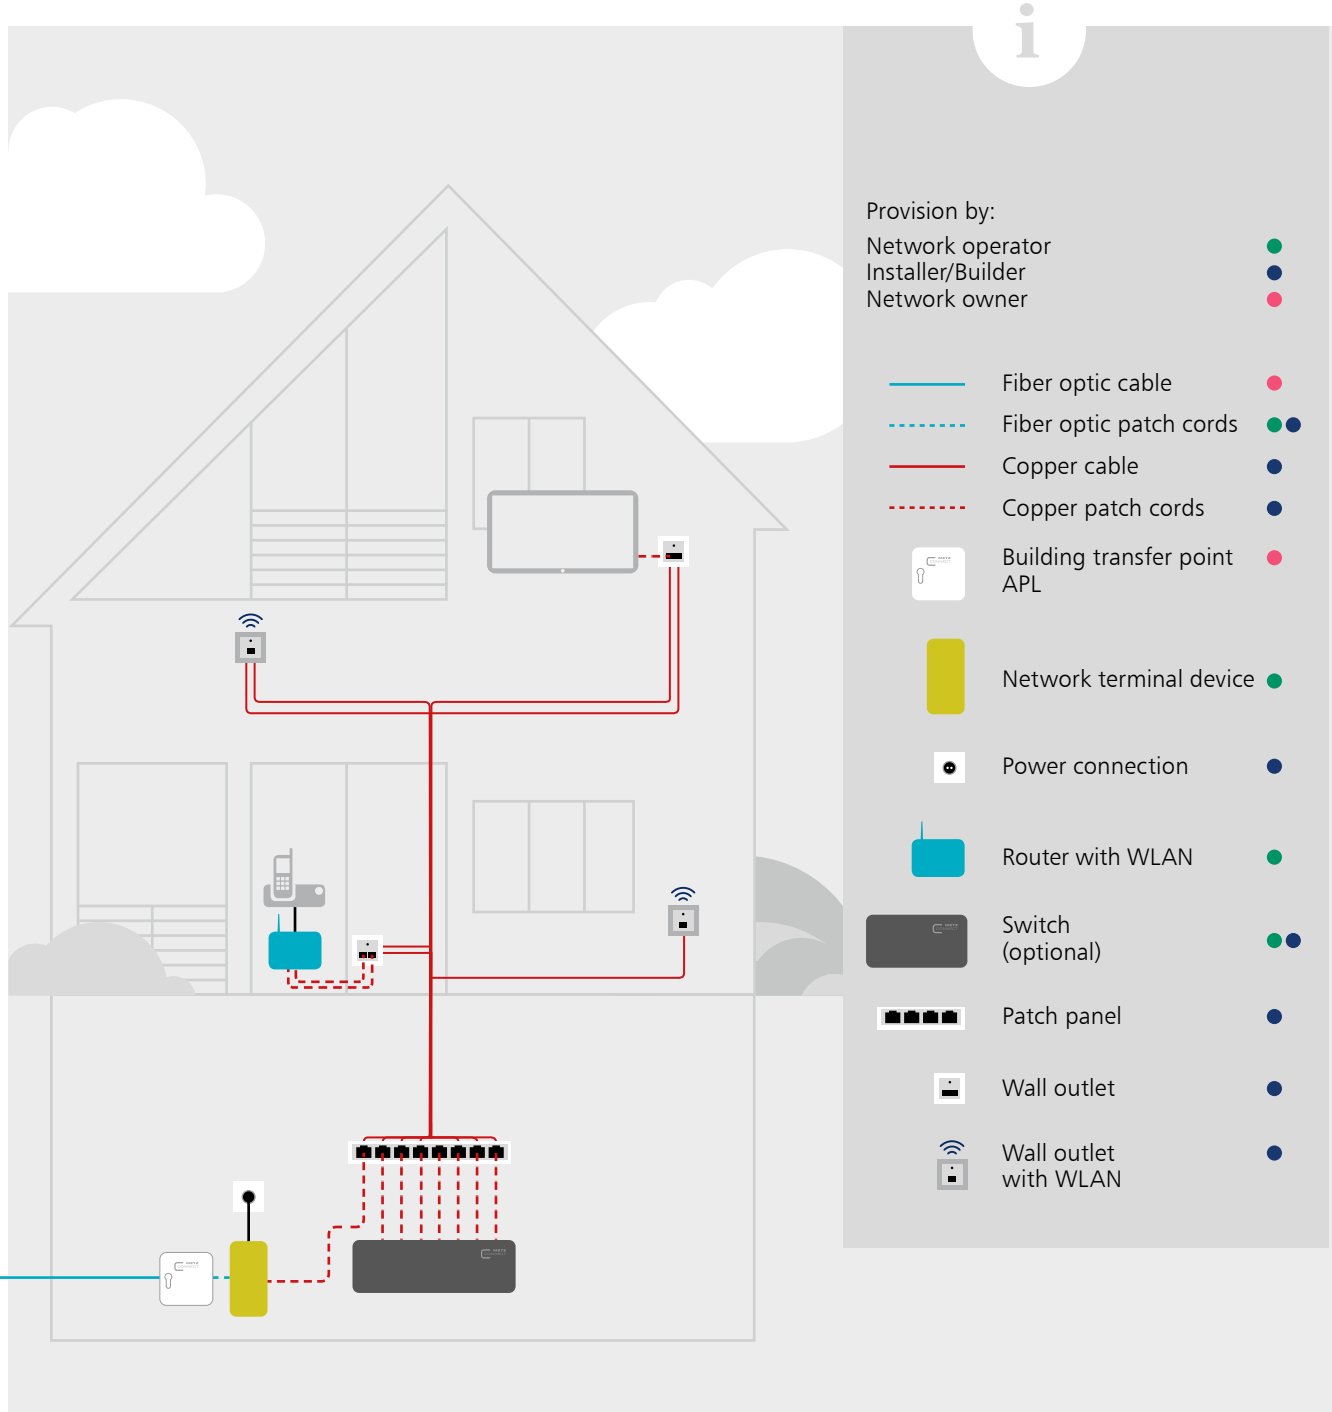 i
Provision by:
Network operator
Installer/Builder
Network owner
Fiber optic cable
Fiber optic patch cords
Copper cable
Copper patch cords
Building transfer point
APL
Network terminal device
Power connection
Router with WLAN
Switch
(optional)
Patch panel
Wall outlet
Wall outlet
with WLAN